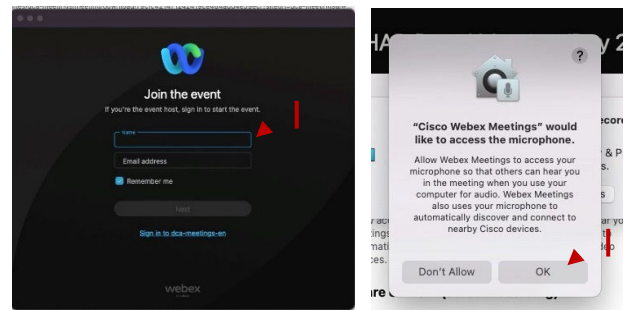 Join the event
If you're the event host, sign in to start the event.
Name
Email address
Remember me
Next
Sign in to dca-meetings-en
webex
?
"Cisco Webex Meetings" would
like to access the microphone.
Allow Webex Meetings to access your
microphone so that others can hear you
in the meeting when you use your
computer for audio. Webex Meetings
also uses your microphone to
automatically discover and connect to
nearby Cisco devices.
Don't Allow
OK